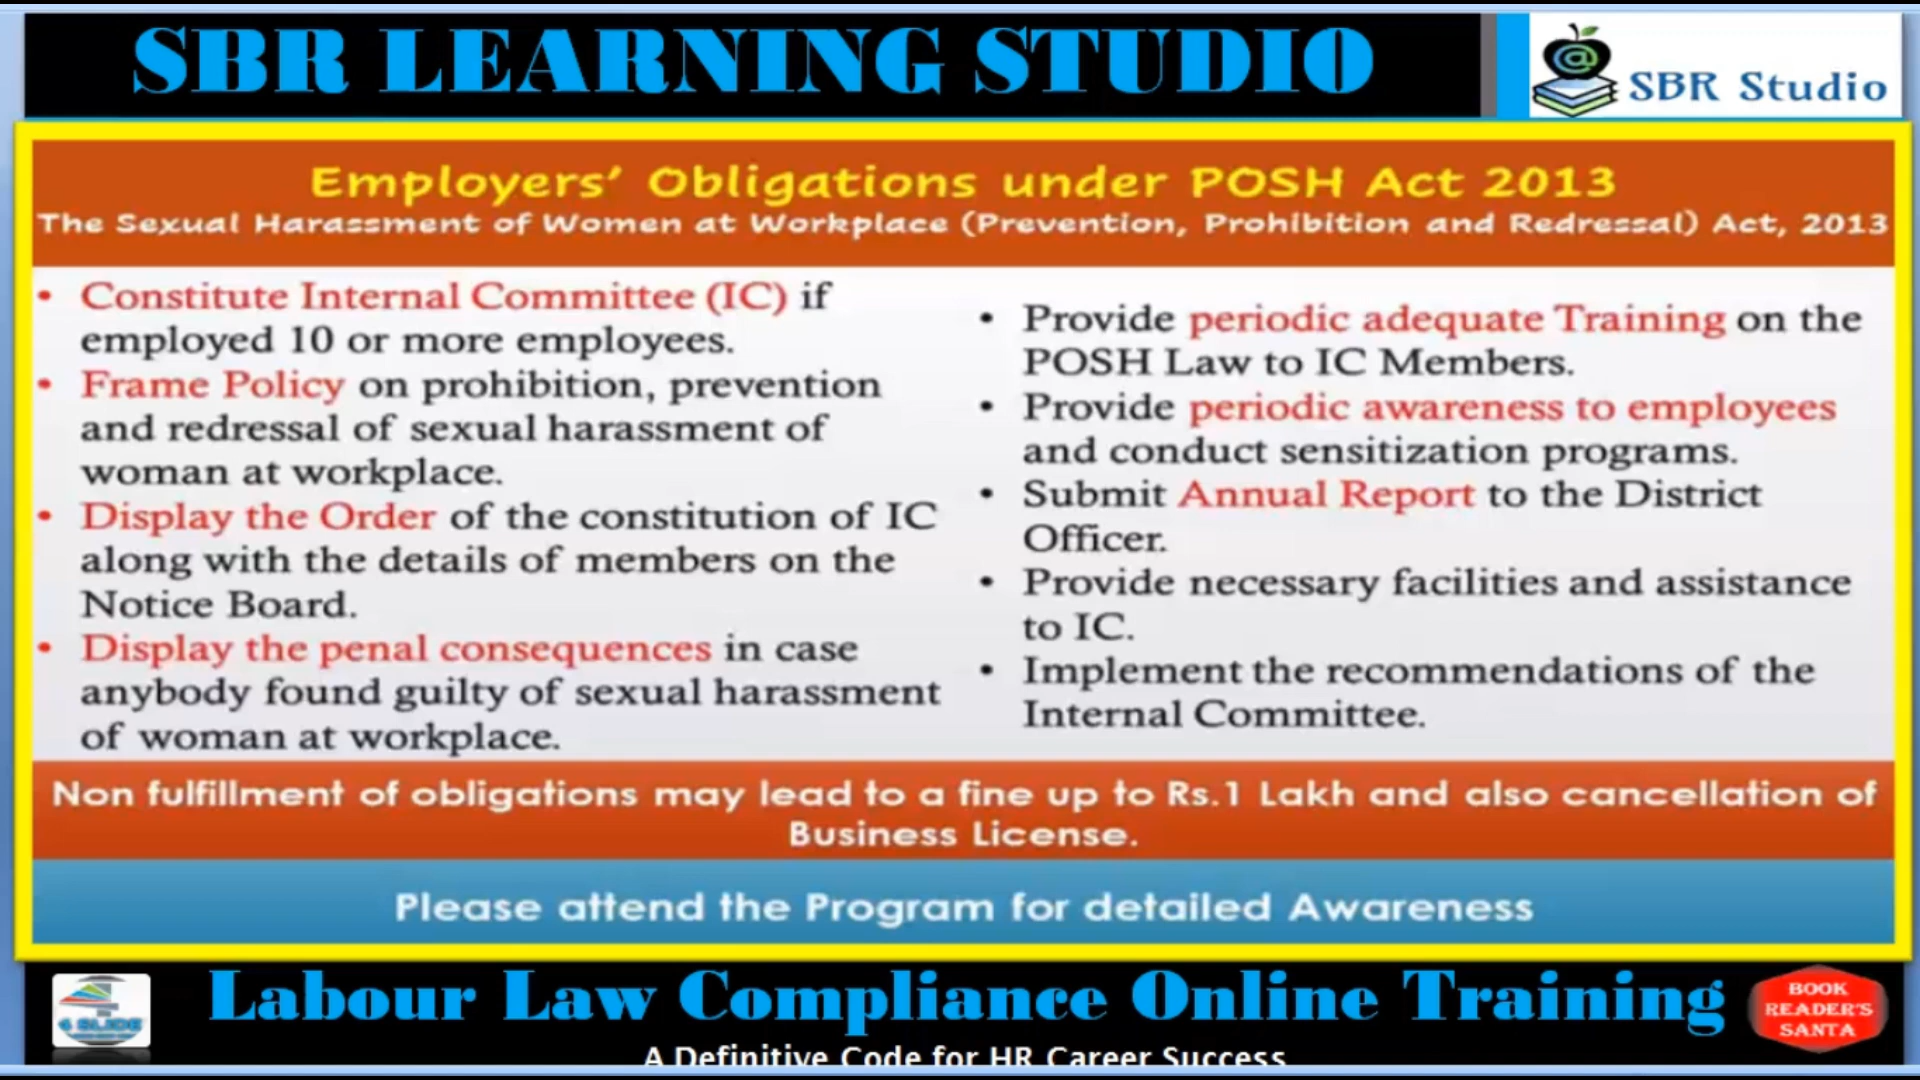 SBR LEARNING STUDIO
@
SBR Studio
Employers' Obligations under POSH Act 2013
The Sexual Harassment of Women at Workplace (Prevention, Prohibition and Redressal) Act, 2013
• Constitute Internal Committee (IC) if
employed 10 or more employees.
• Frame Policy on prohibition, prevention
and redressal of sexual harassment of
woman at workplace.
• Display the Order of the constitution of IC
along with the details of members on the
Notice Board.
• Display the penal consequences in case
anybody found guilty of sexual harassment
of woman at workplace.
• Provide periodic adequate Training on the
POSH Law to IC Members.
• Provide periodic awareness to employees
and conduct sensitization programs.
• Submit Annual Report to the District
Officer.
• Provide necessary facilities and assistance
to IC.
• Implement the recommendations of the
Internal Committee.
Non fulfillment of obligations may lead to a fine up to Rs.1 Lakh and also cancellation of
Business License.
Please attend the Program for detailed Awareness
4 SLIDE
Labour Law Compliance Online Training
BOOK
READER'S
SANTA
A Definitive Code for HR Career Success